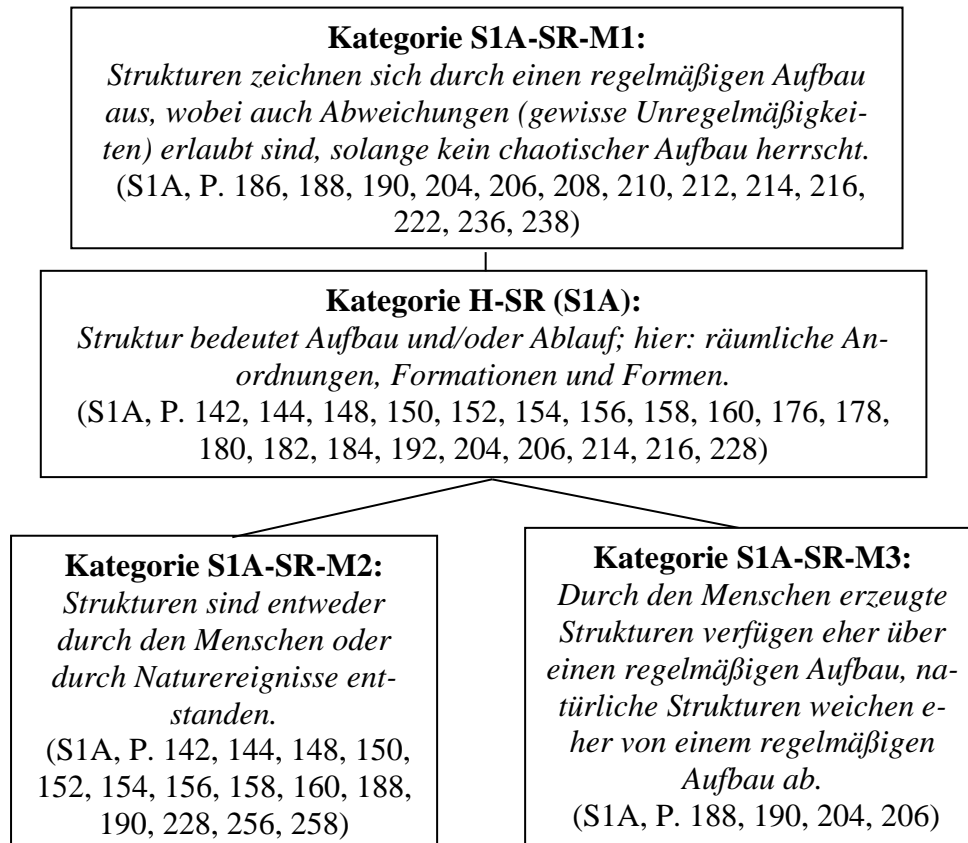 Kategorie S1A-SR-M1:
Strukturen zeichnen sich durch einen regelmäßigen Aufbau
aus, wobei auch Abweichungen (gewisse Unregelmäßigkei-
ten) erlaubt sind, solange kein chaotischer Aufbau herrscht.
(S1A, P. 186, 188, 190, 204, 206, 208, 210, 212, 214, 216,
222, 236, 238)
Kategorie H-SR (S1A):
Struktur bedeutet Aufbau und/oder Ablauf; hier: räumliche An-
ordnungen, Formationen und Formen.
(S1A, P. 142, 144, 148, 150, 152, 154, 156, 158, 160, 176, 178,
180, 182, 184, 192, 204, 206, 214, 216, 228)
Kategorie S1A-SR-M2:
Strukturen sind entweder
durch den Menschen oder
durch Naturereignisse ent-
standen.
(S1A, P. 142, 144, 148, 150,
152, 154, 156, 158, 160, 188,
190, 228, 256, 258)
Kategorie S1A-SR-M3:
Durch den Menschen erzeugte
Strukturen verfügen eher über
einen regelmäßigen Aufbau, na-
türliche Strukturen weichen e-
her von einem regelmäßigen
Aufbau ab.
(S1A, P. 188, 190, 204, 206)